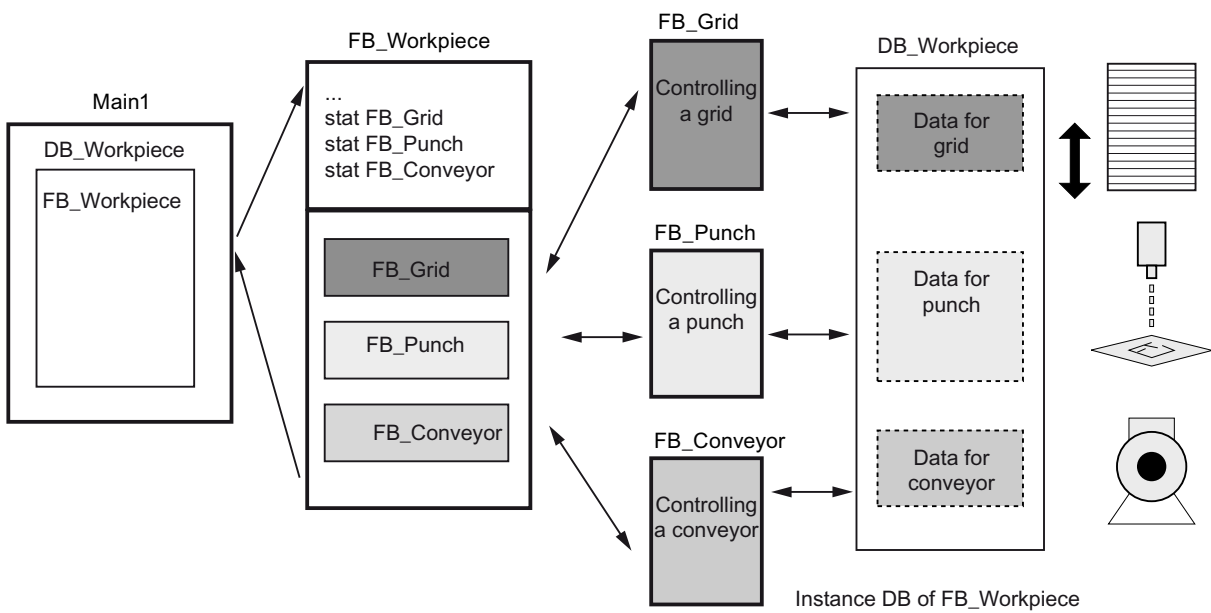 Main1
DB_Workpiece
FB_Workpiece
FB_Workpiece
...
stat FB_Grid
stat FB_Punch
stat FB_Conveyor
FB_Grid
FB_Punch
FB_Conveyor
FB_Grid
Controlling
a grid
FB_Punch
Controlling
a punch
FB_Conveyor
Controlling
a conveyor
DB_Workpiece
Data for
grid
Data for
punch
Data for
conveyor
Instance DB of FB_Workpiece